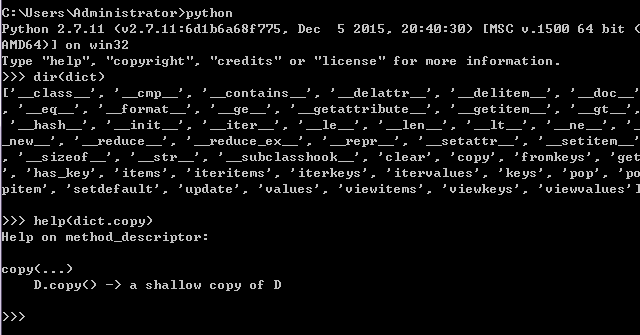 C:\Users\Administrator>python
Python 2.7.11 (v2.7.11:6d1b6a68f775, Dec  5 2015, 20:40:30) [MSC v.1500 64 bit (
AMD64)] on win32
Type "help", "copyright", "credits" or "license" for more information.
>>> dir(dict)
['__class__', '__cmp__', '__contains__', '__delattr__', '__delitem__', '__doc__'
, '__eq__', '__format__', '__ge__', '__getattribute__', '__getitem__', '__gt__',
 '__hash__', '__init__', '__iter__', '__le__', '__len__', '__lt__', '__ne__', '_
_new__', '__reduce__', '__reduce_ex__', '__repr__', '__setattr__', '__setitem__'
, '__sizeof__', '__str__', '__subclasshook__', 'clear', 'copy', 'fromkeys', 'get
', 'has_key', 'items', 'iteritems', 'iterkeys', 'itervalues', 'keys', 'pop', 'po
pitem', 'setdefault', 'update', 'values', 'viewitems', 'viewkeys', 'viewvalues']
>>> help(dict.copy)
Help on method_descriptor:
copy(...)
    D.copy() -> a shallow copy of D
>>>